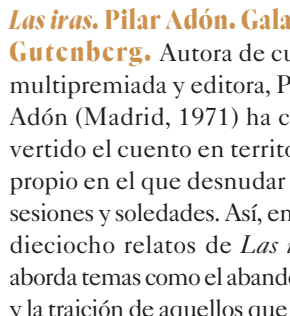 Las iras. Pilar Adón. Gala
Gutenberg. Autora de cu
multipremiada y editora, P
Adón (Madrid, 1971) ha c
vertido el cuento en territo
propio en el que desnudar
sesiones y soledades. Así, en
dieciocho relatos de Las i
aborda temas como el abando
y la traición de aquellos que